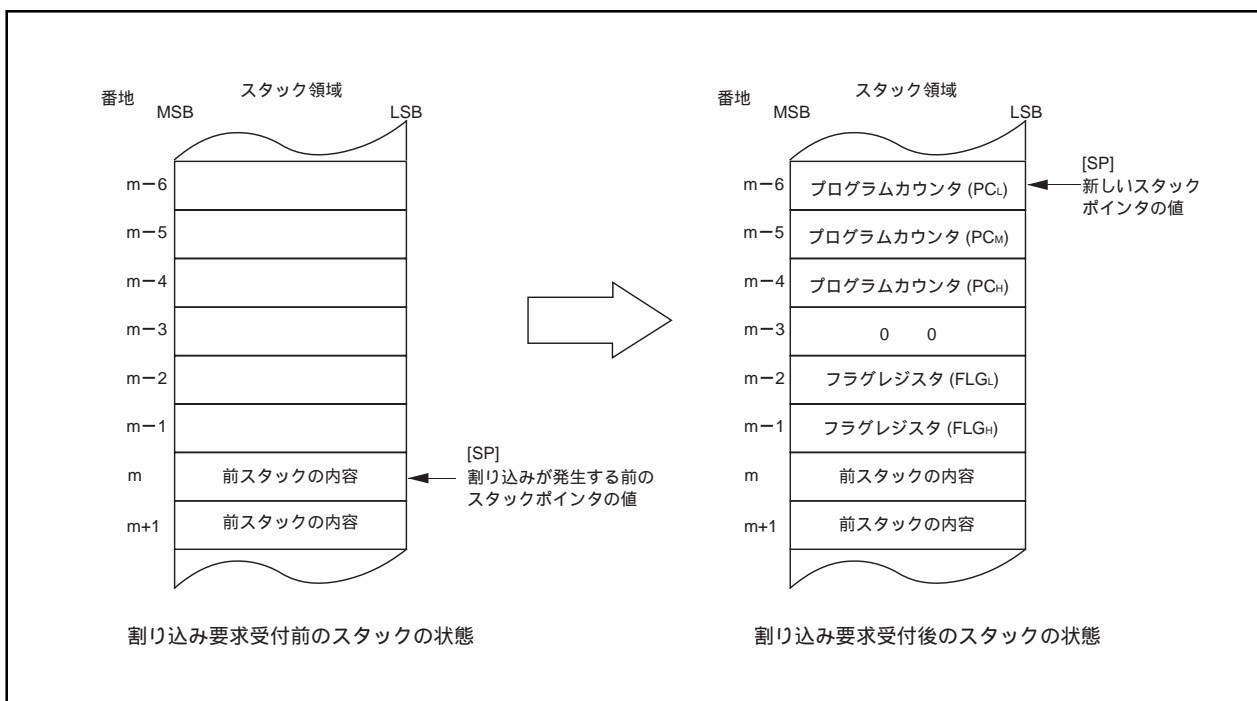 番地
スタック領域
MSB
LSB
m－6
m－5
m－4
m－3
m－2
m－1
m
前スタックの内容
m+1
前スタックの内容
[SP]
割り込みが発生する前の
スタックポインタの値
割り込み要求受付前のスタックの状態
番地
スタック領域
MSB
LSB
m－6
プログラムカウンタ (PCL)
m－5
プログラムカウンタ (PCM)
m－4
プログラムカウンタ (PCH)
m－3
0 0
m－2
フラグレジスタ (FLGL)
m－1
フラグレジスタ (FLGH)
m
前スタックの内容
m+1
前スタックの内容
[SP]
新しいスタック
ポインタの値
割り込み要求受付後のスタックの状態